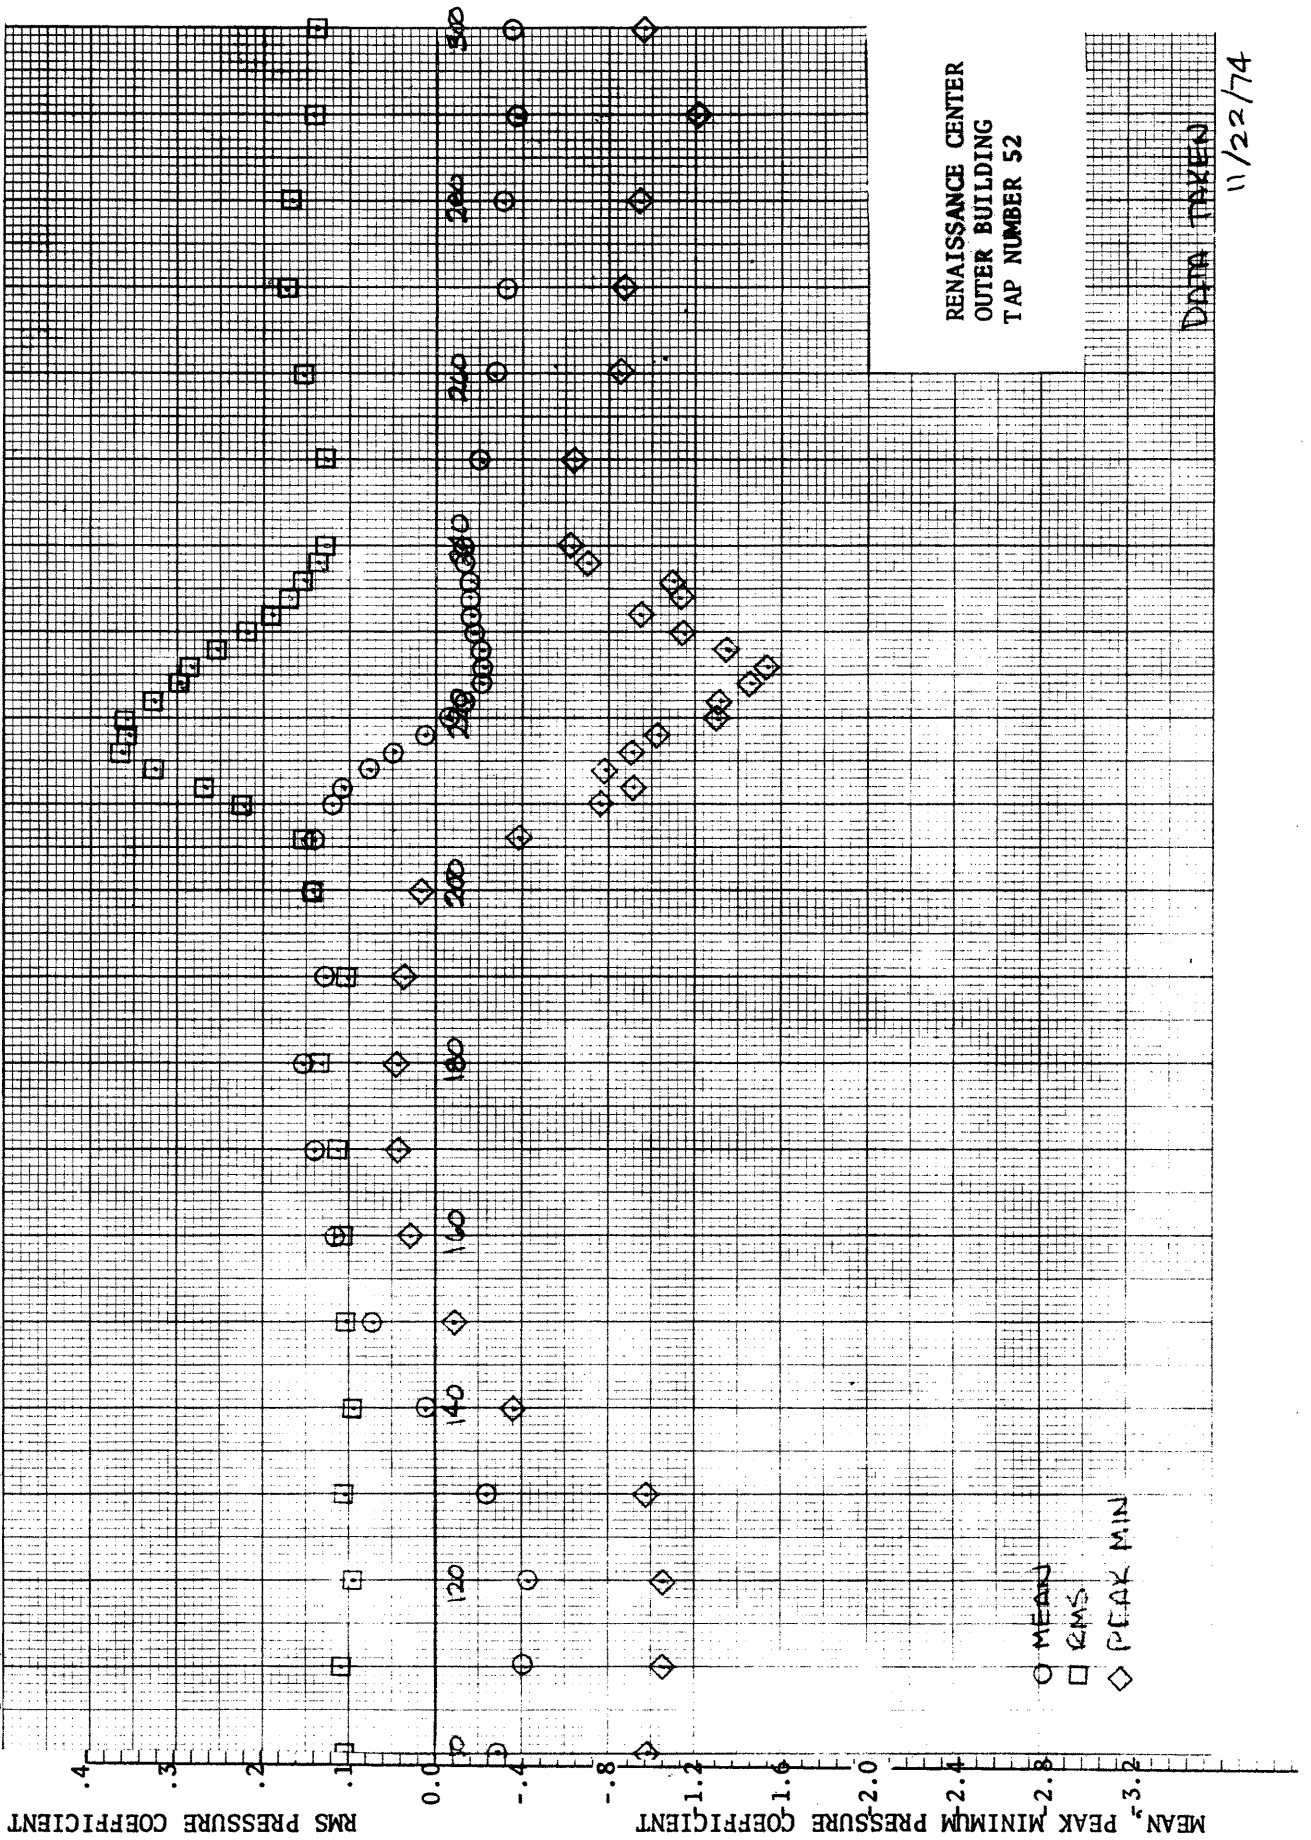 RMS PRESSURE COEFFICIENT
MEAN, PEAK MINIMUM PRESSURE COEFFICIENT
.4
.3
.2
.1
0.0
-.4
-.8
-1.2
-1.6
-2.0
-2.4
-2.8
-3.2
120
140
160
180
200
260
280
300
○ MEAN
□ RMS
◇ PEAK MIN
RENAISSANCE CENTER
OUTER BUILDING
TAP NUMBER 52
DATA TAKEN
11/22/74